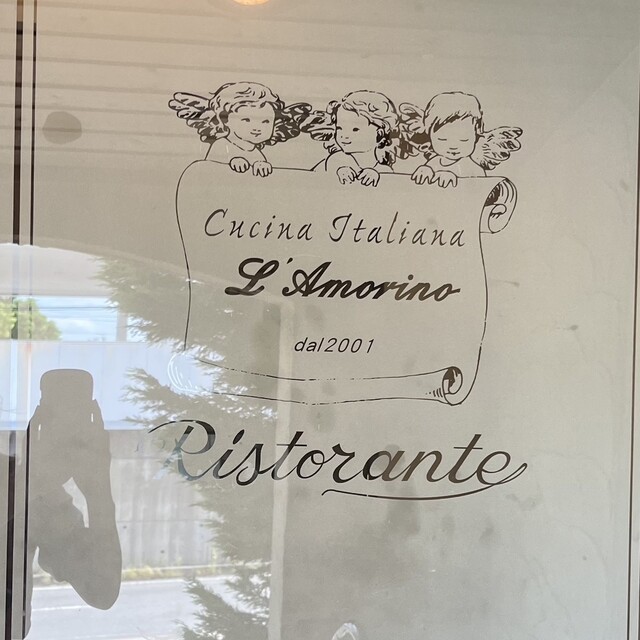 Cucina Italiana
L'Amorino
dal2001
Ristorante